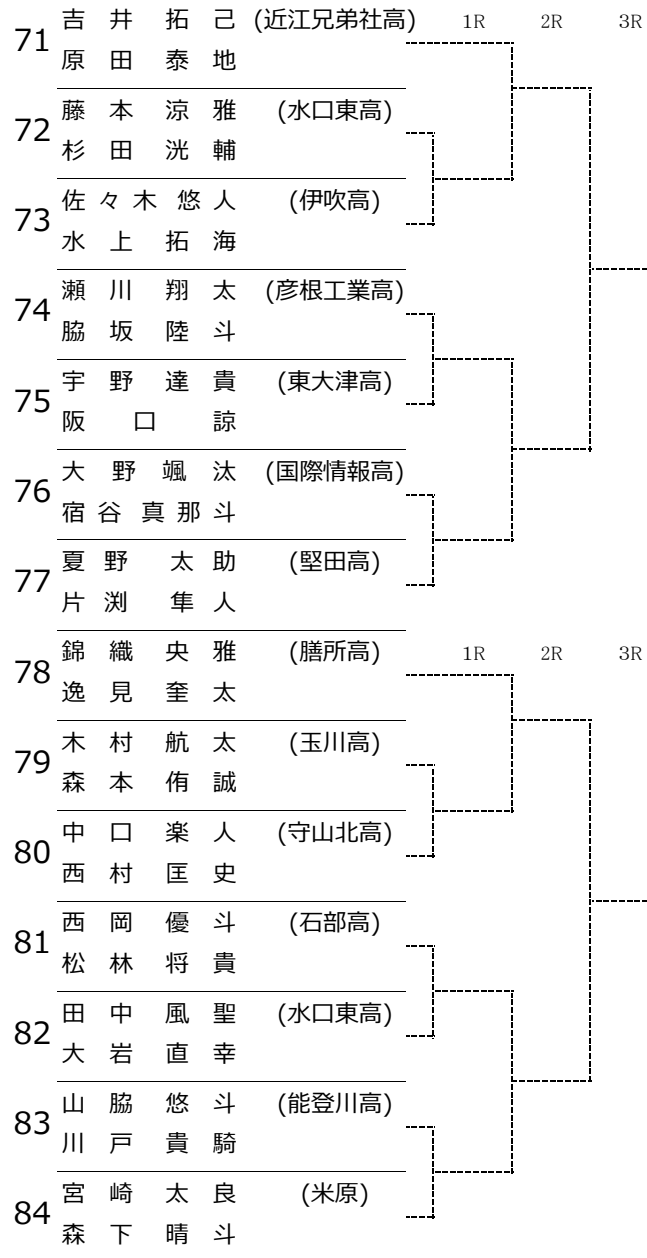 吉井拓己 (近江兄弟社高) 1R 2R 3R
71
原田泰地
藤本涼雅 (水口東高)
72
杉田洸輔
佐々木悠人 (伊吹高)
73
水上拓海
瀬川翔太 (彦根工業高)
74
脇坂陸斗
宇野達貴 (東大津高)
75
阪口諒
大野颯汰 (国際情報高)
76
宿谷真那斗
夏野太助 (堅田高)
77
片渕隼人
錦織央雅 (膳所高) 1R 2R 3R
78
逸見奎太
木村航太 (玉川高)
79
森本侑誠
中口楽人 (守山北高)
80
西村匡史
西岡優斗 (石部高)
81
松林将貴
田中風聖 (水口東高)
82
大岩直幸
山脇悠斗 (能登川高)
83
川戸貴騎
宮崎太良 (米原)
84
森下晴斗